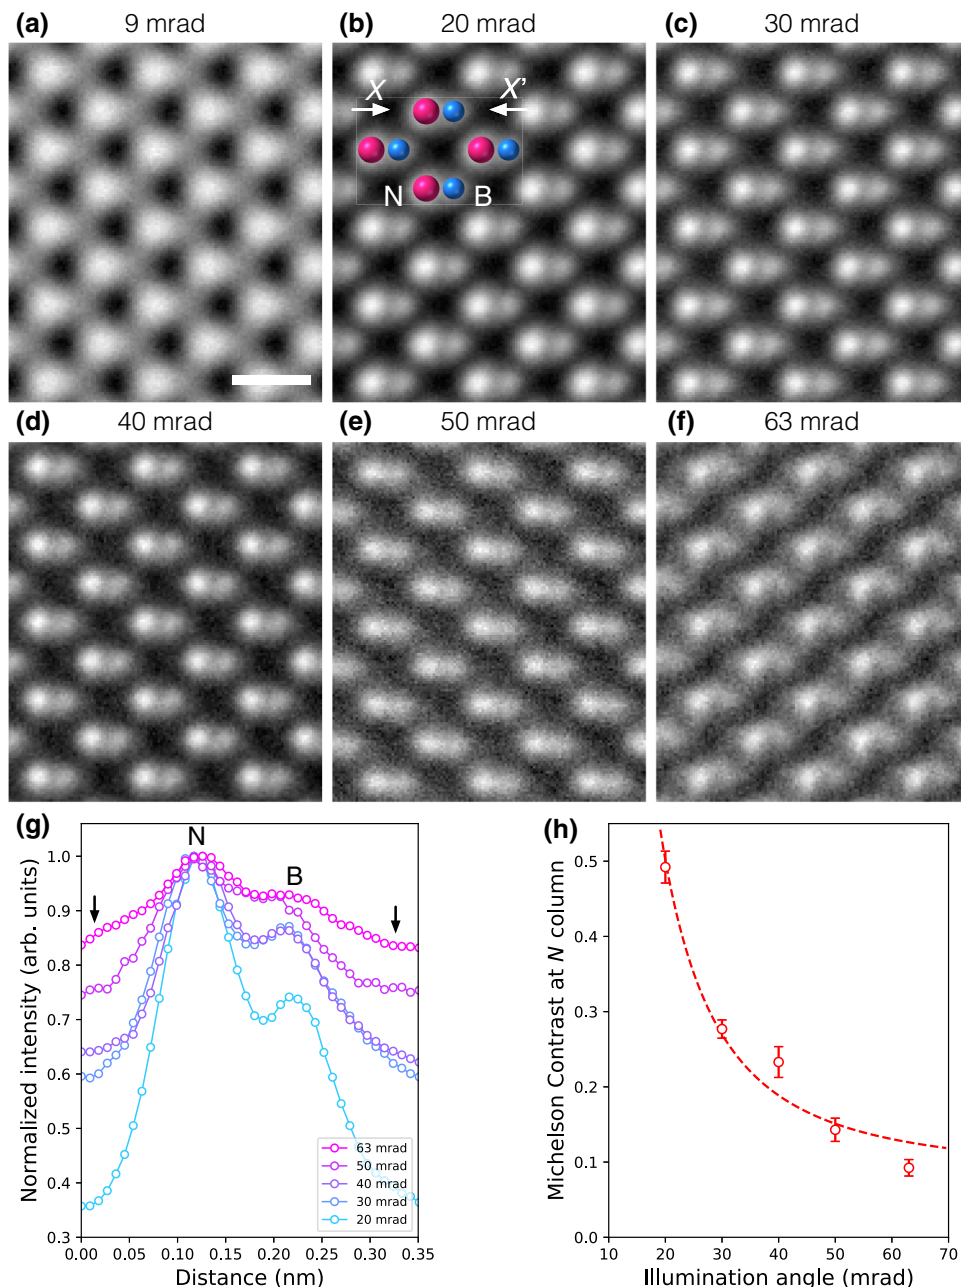 (a) 9 mrad
(b) 20 mrad
(c) 30 mrad
X X’
N B
(d) 40 mrad
(e) 50 mrad
(f) 63 mrad
(g)
N
B
1.0
0.9
0.8
0.7
0.6
0.5
0.4
0.3
Normalized intensity (arb. units)
63 mrad
50 mrad
40 mrad
30 mrad
20 mrad
0.00 0.05 0.10 0.15 0.20 0.25 0.30 0.35
Distance (nm)
(h)
0.5
0.4
0.3
0.2
0.1
0.0
Michelson Contrast at N column
10 20 30 40 50 60 70
Illumination angle (mrad)